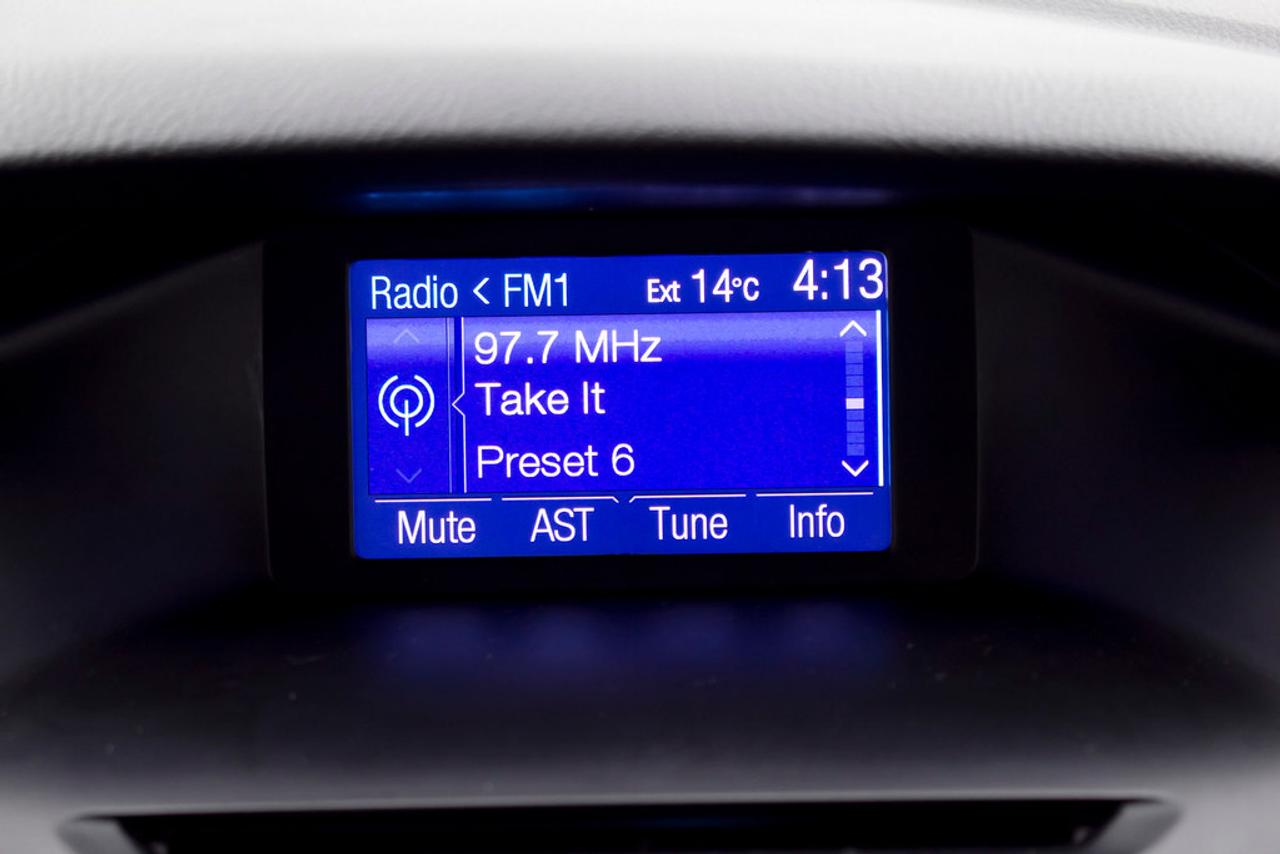 Radio < FM1 Ext 14°C 4:13
97.7 MHz
Take It
Preset 6
Mute AST Tune Info